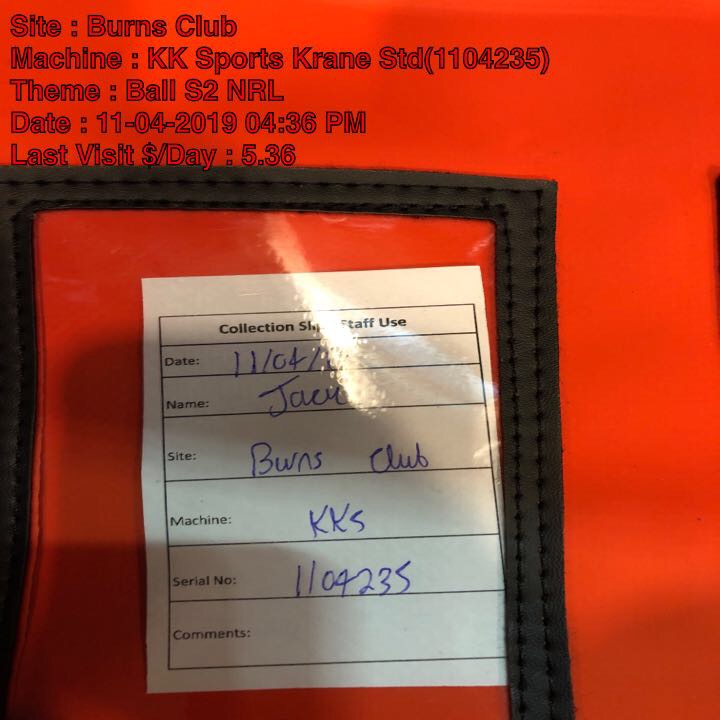 Site : Burns Club
Machine : KK Sports Krane Std(1104235)
Theme : Ball S2 NRL
Date : 11-04-2019 04:36 PM
Last Visit $/Day : 5.36
Collection Staff Use
Date: 11/04/
Name:
Site: Burns Club
Machine: KKS
Serial No: 1104235
Comments: